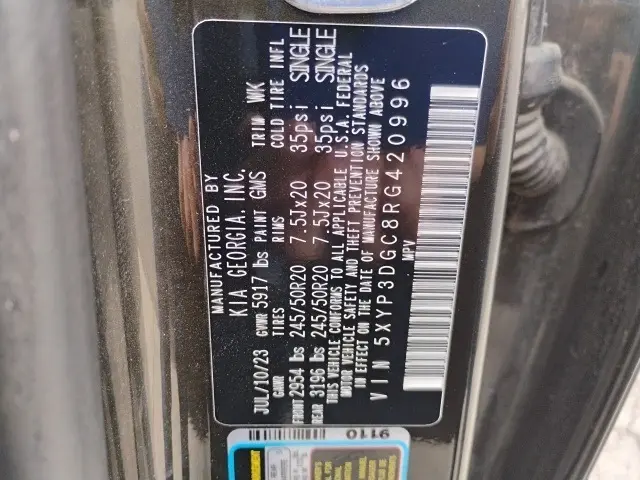 MANUFACTURED BY
KIA GEORGIA, INC.
JUL/10/23 GVWR 5917 lbs PAINT GMS TRIM WK
GAWR TIRES RIMS COLD TIRE INFL
FRONT 2954 lbs 245/50R20 7.5Jx20 35psi SINGLE
REAR 3196 lbs 245/50R20 7.5Jx20 35psi SINGLE
THIS VEHICLE CONFORMS TO ALL APPLICABLE U.S.A. FEDERAL
MOTOR VEHICLE SAFETY AND THEFT PREVENTION STANDARDS
IN EFFECT ON THE DATE OF MANUFACTURE SHOWN ABOVE
VIN 5XYP3DGC8RG420996
MPV
9110